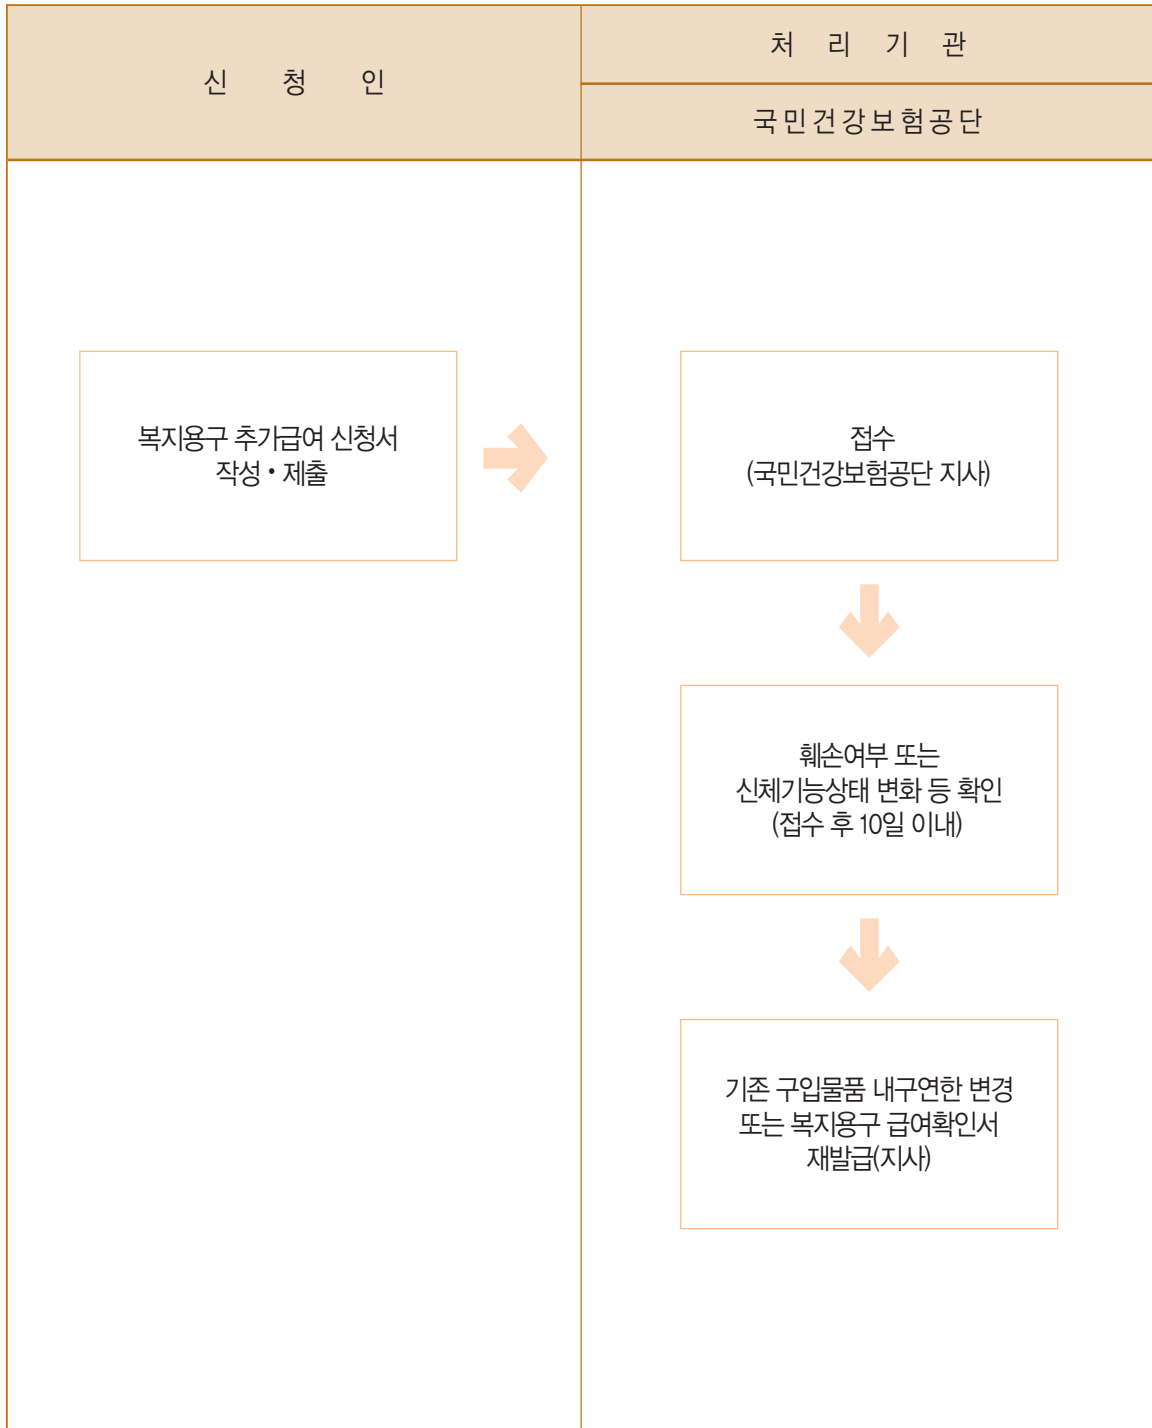 신 청 인
처 리 기 관
국민건강보험공단
복지용구 추가급여 신청서
작성・제출
접수
(국민건강보험공단 지사)
훼손여부 또는
신체기능상태 변화 등 확인
(접수 후 10일 이내)
기존 구입물품 내구연한 변경
또는 복지용구 급여확인서
재발급(지사)